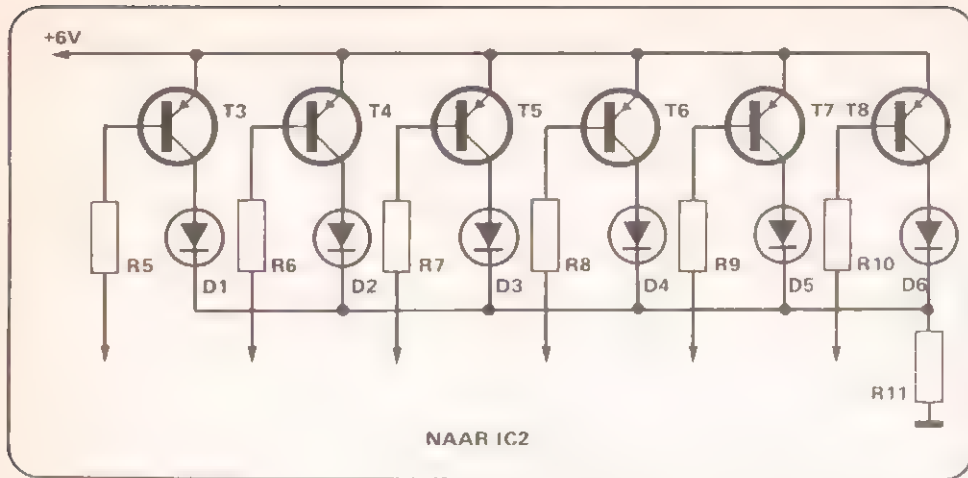 +6V
T3 T4 T5 T6 T7 T8
R5 R6 R7 R8 R9 R10
D1 D2 D3 D4 D5 D6
R11
NAAR IC2